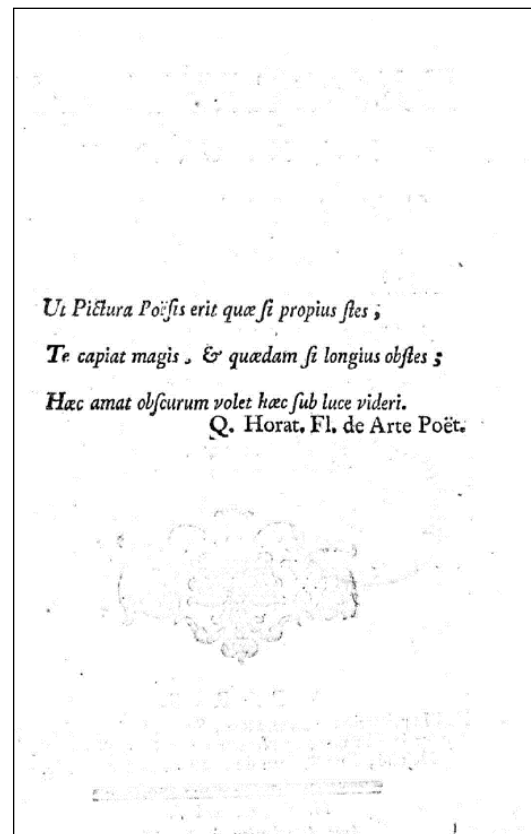 Ut Pictura Poësis erit quæ ſi propius ſtes ;
Te capiat magis , & quædam ſi longius obſtes ;
Hæc amat obſcurum volet hæc ſub luce videri.
Q. Horat. Fl. de Arte Poët.